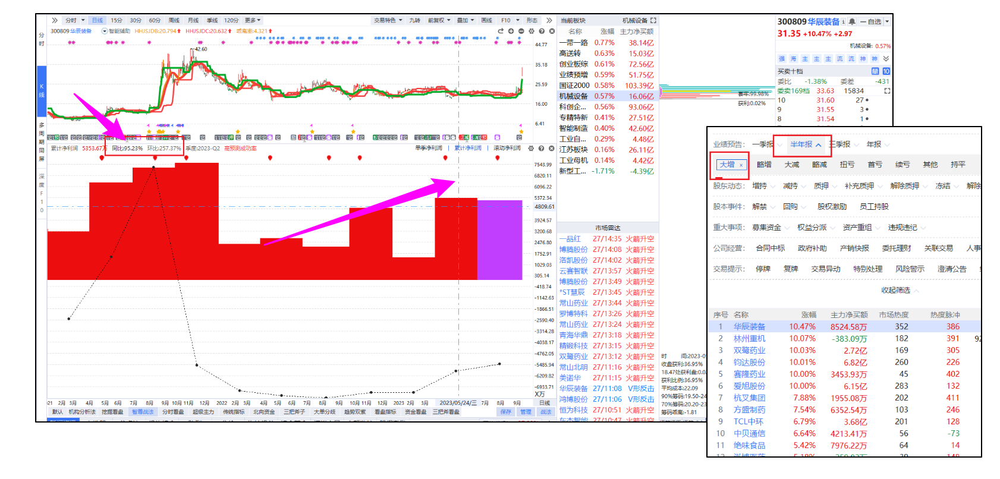 分时 日线 15分 30分 60分 周线 月线 季线 120分 更多
交易特色 九转 前复权 叠加 画线 F10 形态
300809 华辰装备 智能辅助 HHJSJDB:20.794 HHJSJDC:20.632 乖离率:4.321
分时
K线
多周期同屏
深度F10
42.60
44.77
35.18
25.59
16.00
6.41
累计净利润 5353.67万 同比:95.23% 环比:257.37% 季度:2023-Q2 高预测成功率
单季净利润 | 累计净利润 | 滚动净利润
7543.99
6820.11
6096.22
5372.34
4809.61
3924.57
3200.68
2476.80
1752.91
1029.03
305.14
-418.74
-1142.63
-1866.51
-2590.40
-3314.28
-4038.17
-4762.05
-5485.94
-6209.82
-6933.71
X万
2月 3月 4月 5月 6月 7月 8月 9月 10月 11月 12月 2022 2月 3月 4月 5月 6月 7月 8月 9月 11月 12月 2023 2月 3月 2023/05/24/三 7月 8月 9月 日线
默认 机构分析法 挖掘看盘 智尊战法 分时看盘 超级主力 传统指标 北向资金 三把斧子 大单分歧 趋势双紫 看盘指标 资金看盘 三把斧看盘 保存 管理 战法
当前板块 机械设备
名称 涨幅 主力净买额
一带一路 0.77% 38.14亿
高送转 0.63% 15.03亿
创业板综 0.61% 72.56亿
业绩预增 0.59% 51.75亿
国证2000 0.58% 103.39亿
机械设备 0.57% 16.06亿
科创企... 0.56% 93.06亿
专精特新 0.41% 27.51亿
智能制造 0.40% 42.60亿
工业自... 0.29% 4.48亿
江苏板块 0.16% 26.11亿
工业母机 0.14% 4.42亿
新型工... -1.71% -4.39亿
市场雷达
一品红 27/14:35 火箭升空
博腾股份 27/14:08 火箭升空
洛凯股份 27/14:02 火箭升空
云赛智联 27/13:57 火箭升空
博腾股份 27/13:49 火箭升空
*ST慧辰 27/13:45 火箭升空
常山药业 27/13:44 火箭升空
罗博特科 27/13:26 火箭升空
常山药业 27/13:24 火箭升空
青海华鼎 27/13:18 火箭升空
精锻科技 27/13:15 火箭升空
双鹭药业 27/13:12 火箭升空
常山北明 27/11:16 火箭升空
美诺华 27/11:15 火箭升空
华辰装备 27/11:08 V形反击
鸿博股份 27/11:06 V形反击
恒为科技 27/10:51 火箭升空
东杰智能 27/10:47 火箭升空
套牢:99.98%
获利:0.02%
时 间:2023-0
收盘获利:36.95%
18.47处获利盘:0.0
获利比例:36.95%
平均成本:22.09
90%筹码:19.50-24
70%筹码:20.20-23
筹码乖离:-1.81
300809 华辰装备 自选
31.35 +10.47% +2.97
机械设备: 0.57%
强 海 主 主 主 流 流 神 神
买卖十档 单 10
委比 -1.38% 委差 -431
委卖169档 33.63 15834
10 31.60 27
9 31.55 3
8 31.54 1
业绩预告: 一季报 半年报 三季报 年报
大增 × 略增 大减 略减 扭亏 首亏 续亏 其他 持平
股东动态: 增持 减持 质押 补充质押 解除质押 冻结 解除
股本事件: 解禁 回购 股权激励 员工持股
重大事项: 募集资金 权益分派 资产重组 违规违纪
公司经营: 合同中标 政府补助 产销快报 委托理财 关联交易 人事
交易提示: 停牌 复牌 交易异动 特别处理 风险警示 澄清公告
收起筛选
序号 名称 涨幅 主力净买额 市场热度 热度脉冲
1 华辰装备 10.47% 8524.58万 352 386
2 林州重机 10.07% -383.09万 182 391 92
3 双鹭药业 10.03% 2.72亿 169 305
4 钧达股份 10.01% 6.82亿 260 226
5 赛隆药业 10.00% 3453.93万 45 402
6 爱旭股份 10.00% 6.15亿 283 132
7 杭叉集团 7.88% 1955.08万 202 411
8 方盛制药 7.54% 6352.54万 103 246
9 TCL中环 6.79% 3.68亿 201 128
10 中贝通信 6.64% 4213.41万 56 -73
11 绝味食品 5.42% 7976.22万 64 14